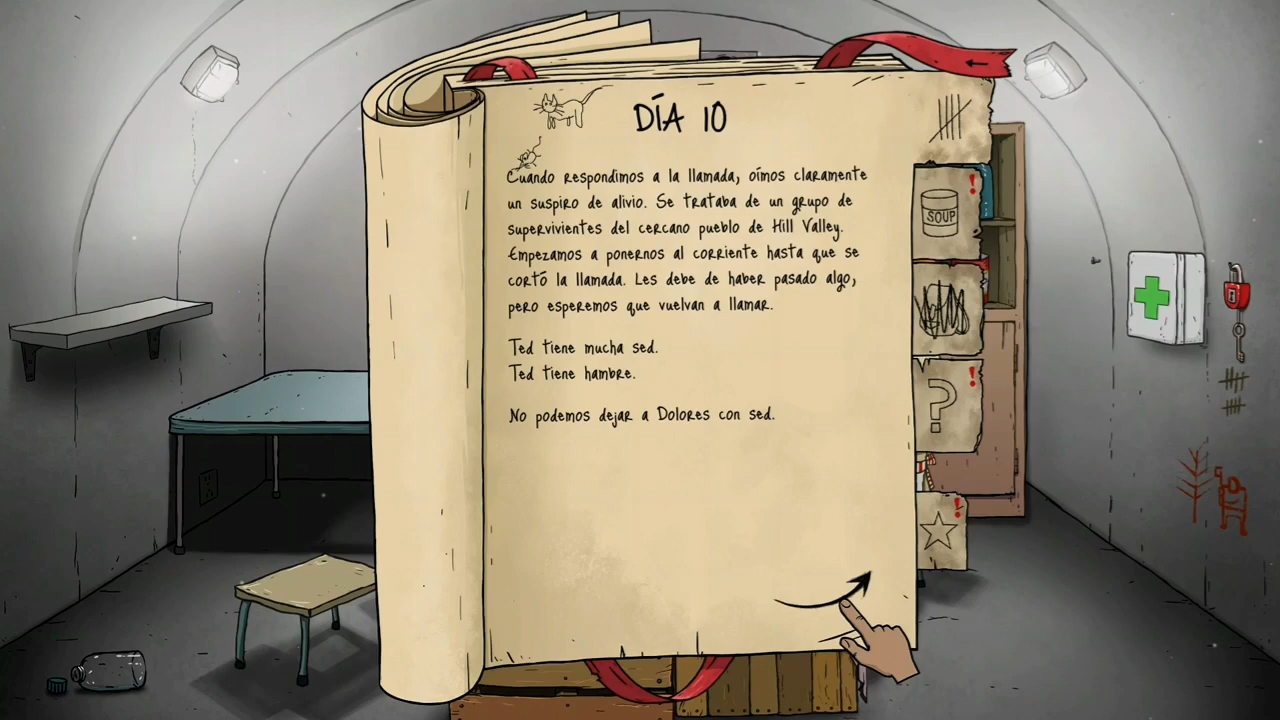 DÍA 10
Cuando respondimos a la llamada, oímos claramente
un suspiro de alivio. Se trataba de un grupo de
supervivientes del cercano pueblo de Hill Valley.
Empezamos a ponernos al corriente hasta que se
cortó la llamada. Les debe de haber pasado algo,
pero esperemos que vuelvan a llamar.
Ted tiene mucha sed.
Ted tiene hambre.
No podemos dejar a Dolores con sed.
!
SOUP
?
!
!